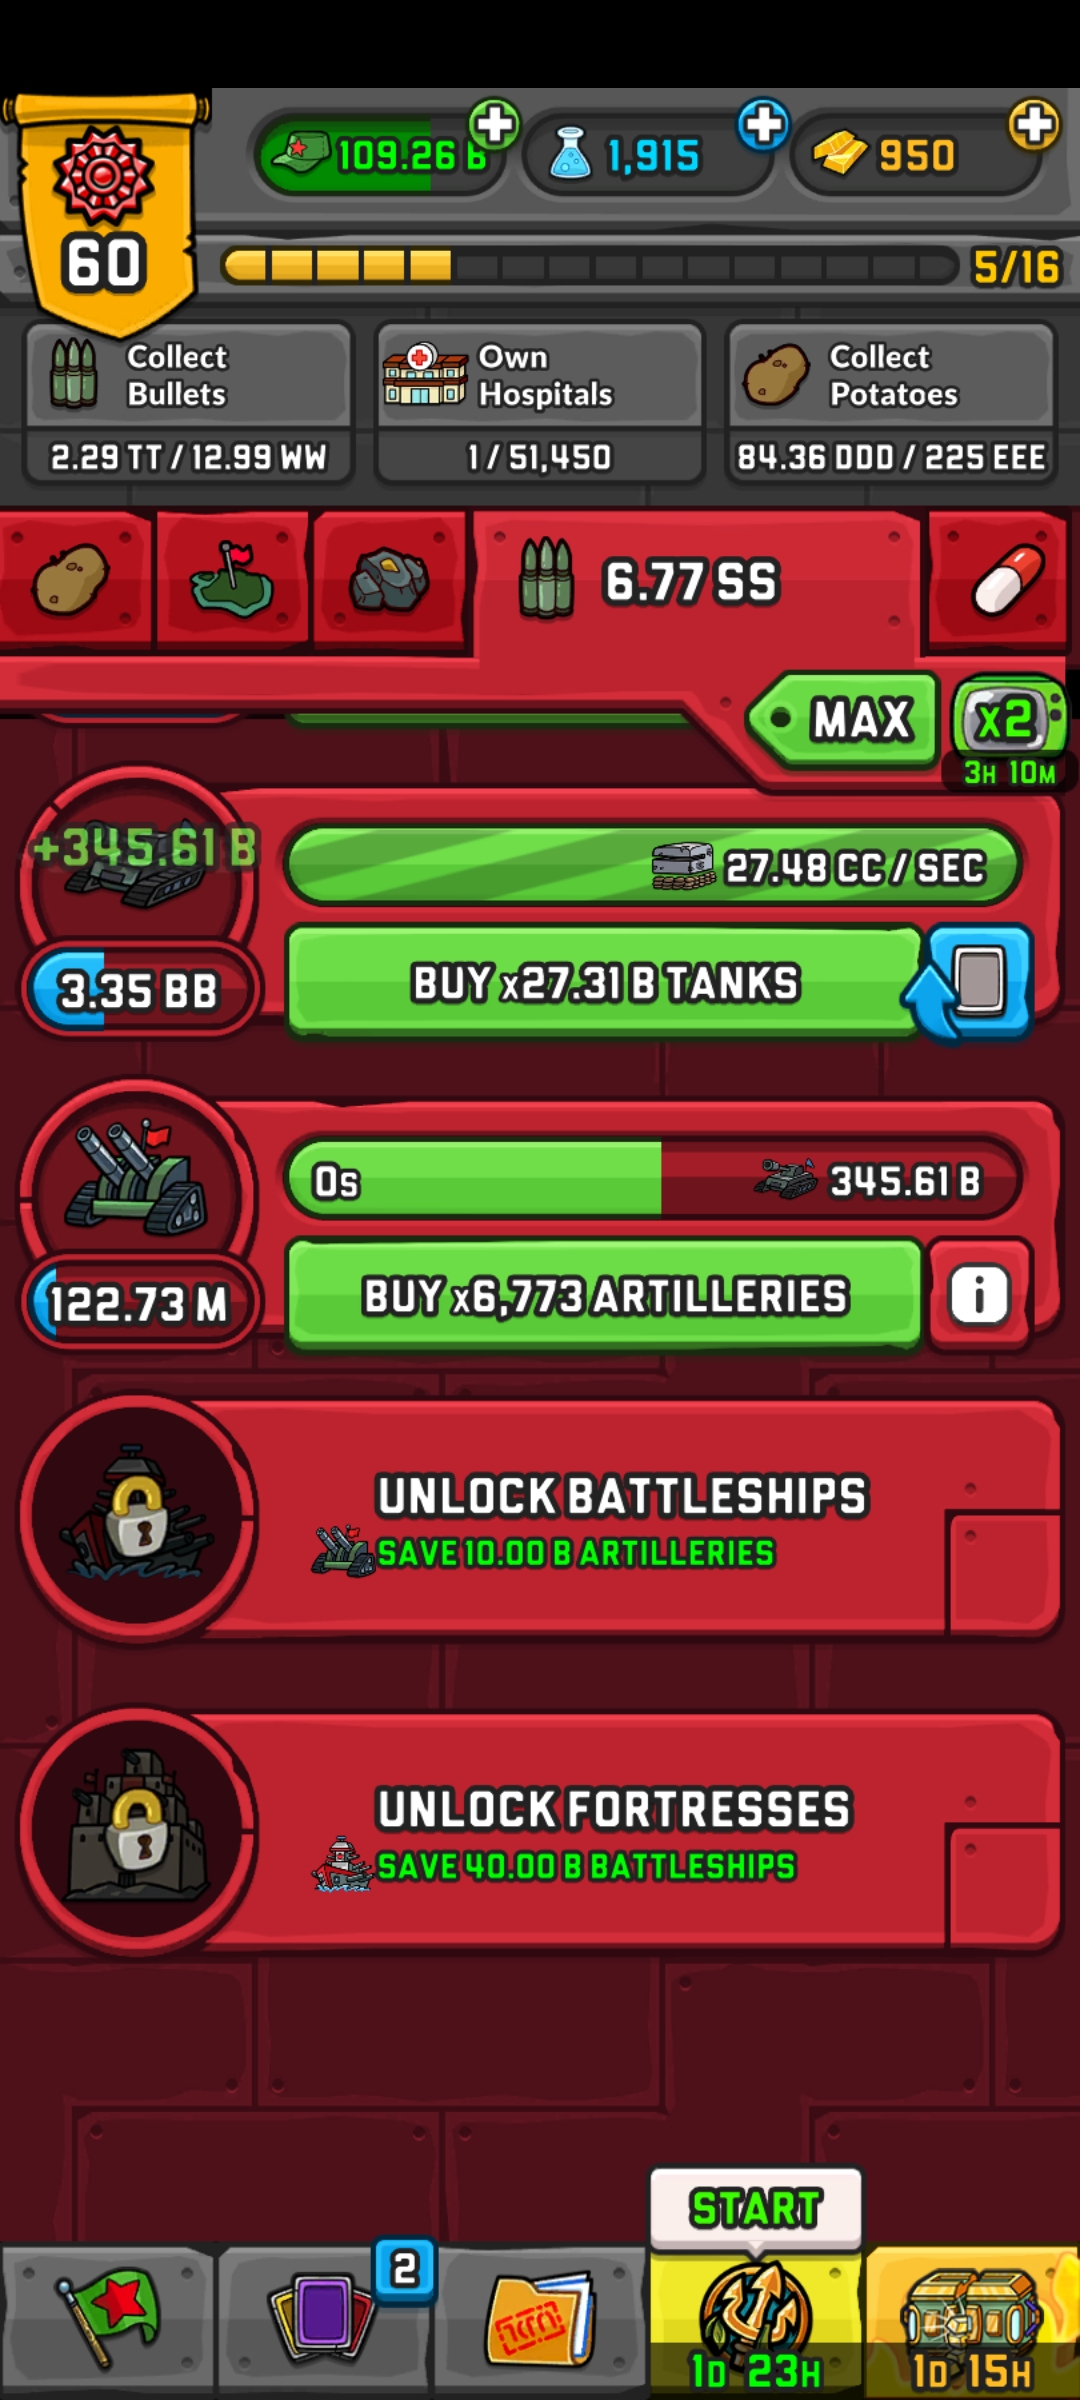 109.26 B
1,915
950
60
5/16
Collect
Bullets
2.29 TT / 12.99 WW
Own
Hospitals
1 / 51,450
Collect
Potatoes
84.36 DDD / 225 EEE
6.77 SS
MAX
x2
3H 10M
+345.61 B
27.48 CC / SEC
3.35 BB
BUY x27.31 B TANKS
0s
345.61 B
122.73 M
BUY x6,773 ARTILLERIES
i
UNLOCK BATTLESHIPS
SAVE 10.00 B ARTILLERIES
UNLOCK FORTRESSES
SAVE 40.00 B BATTLESHIPS
START
2
1D 23H
1D 15H